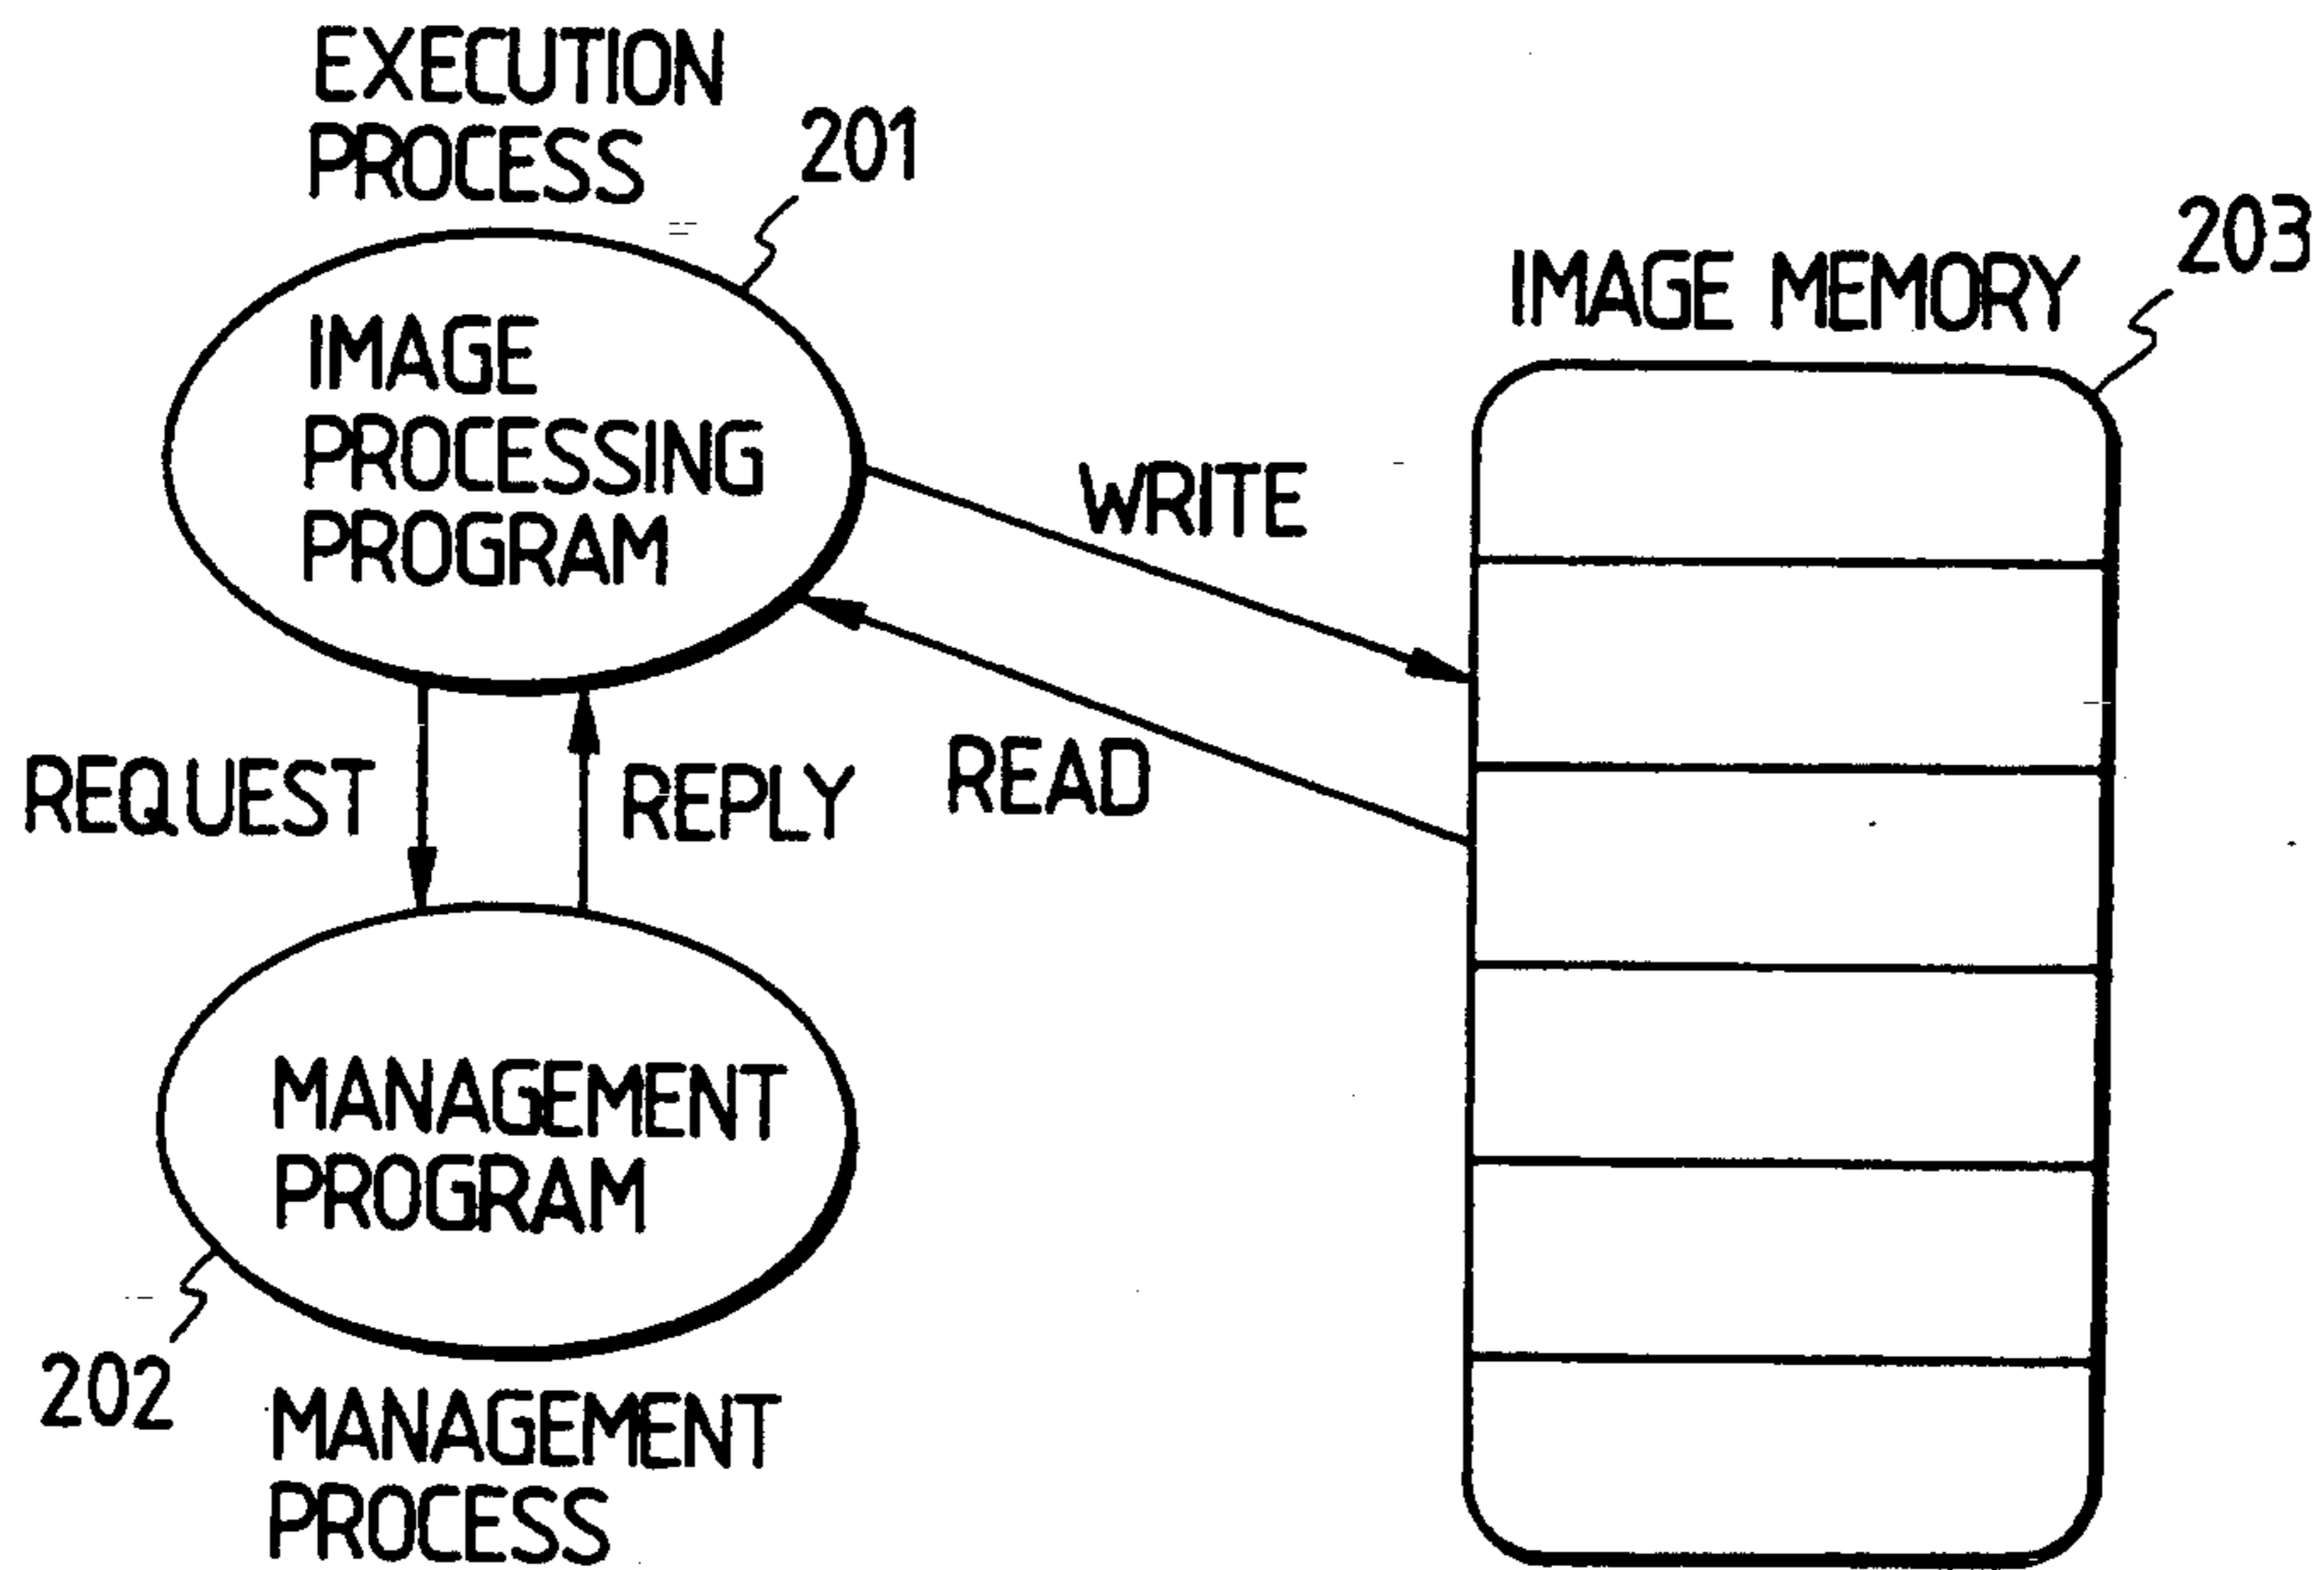 EXECUTION
PROCESS
201
IMAGE
PROCESSING
PROGRAM
IMAGE MEMORY
203
WRITE
READ
REQUEST
REPLY
MANAGEMENT
PROGRAM
202
MANAGEMENT
PROCESS